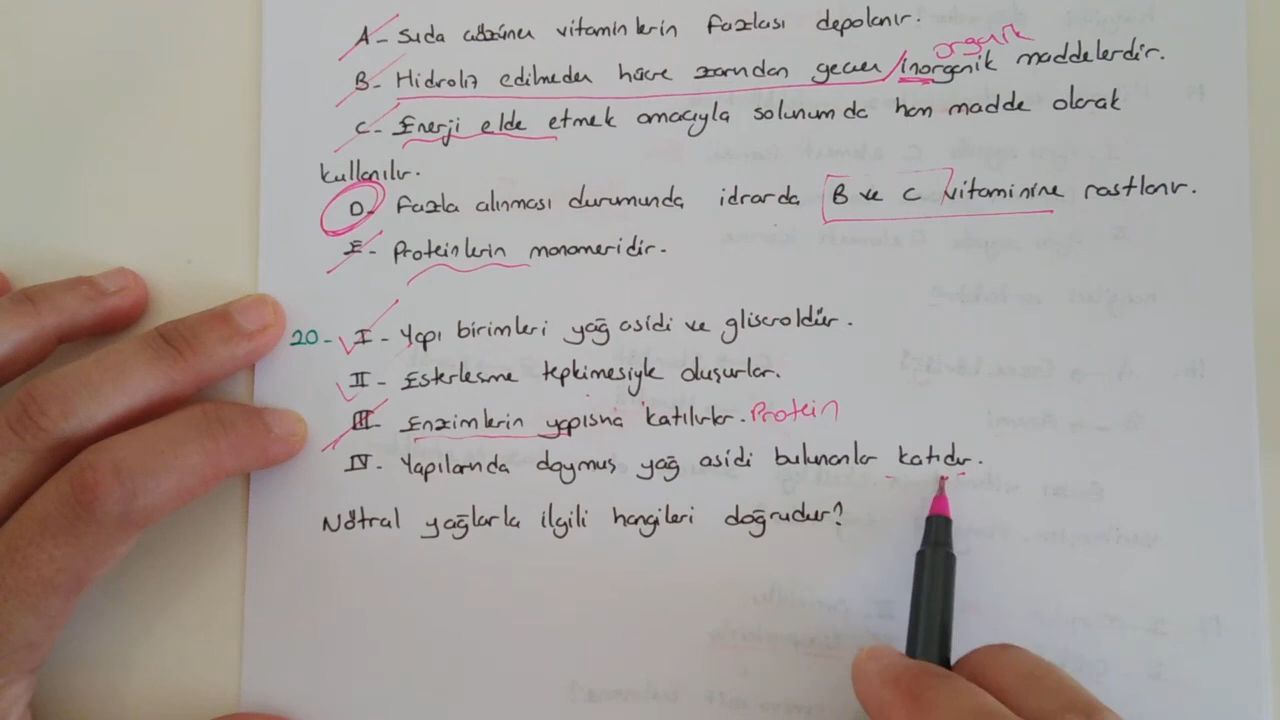 A- Suda çözünen vitaminlerin fazlası depolanır.
organik
B- Hidroliz edilmeden hücre zarından geçen inorganik maddelerdir.
C- Enerji elde etmek amacıyla solunumda ham madde olarak
kullanılır.
D- Fazla alınması durumunda idrarda B ve C vitaminine rastlanır.
E- Proteinlerin monomeridir.
20- I- Yapı birimleri yağ asidi ve gliseroldür.
II- Esterleşme tepkimesiyle oluşurlar.
III- Enzimlerin yapısına katılırlar. Protein
IV- Yapılarında doymuş yağ asidi bulunanlar katıdır.
Nötral yağlarla ilgili hangileri doğrudur?